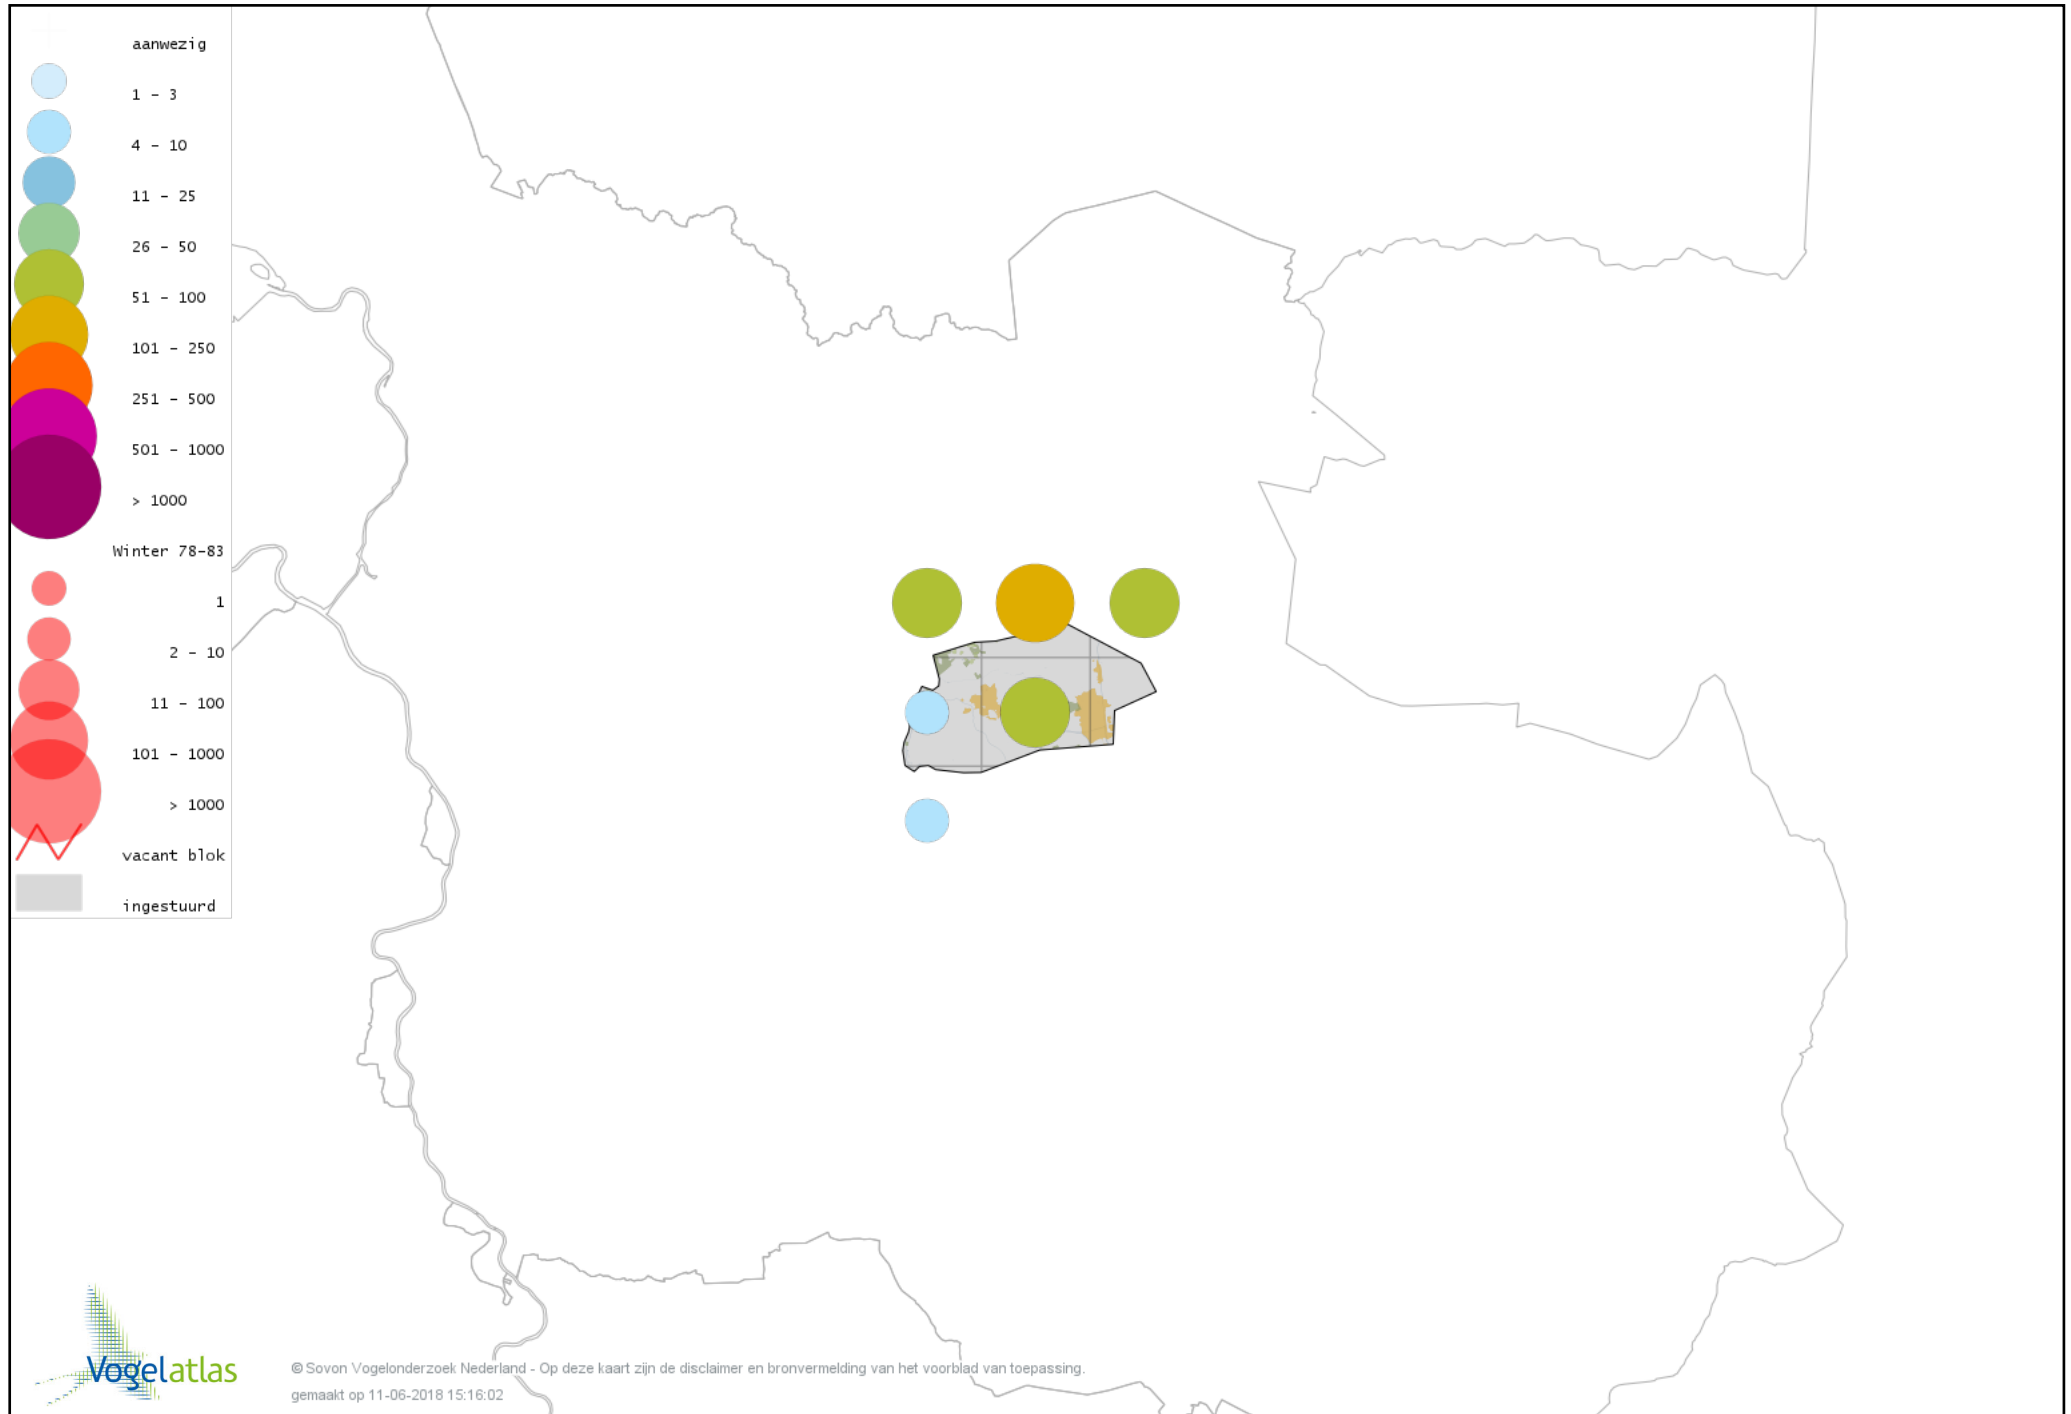 aanwezig
1 - 3
4 - 10
11 - 25
26 - 50
51 - 100
101 - 250
251 - 500
501 - 1000
> 1000
Winter 78-83
1
2 - 10
11 - 100
101 - 1000
> 1000
vacant blok
ingestuurd
Vogelatlas
© Sovon Vogelonderzoek Nederland - Op deze kaart zijn de disclaimer en bronvermelding van het voorblad van toepassing.
gemaakt op 11-06-2018 15:16:02